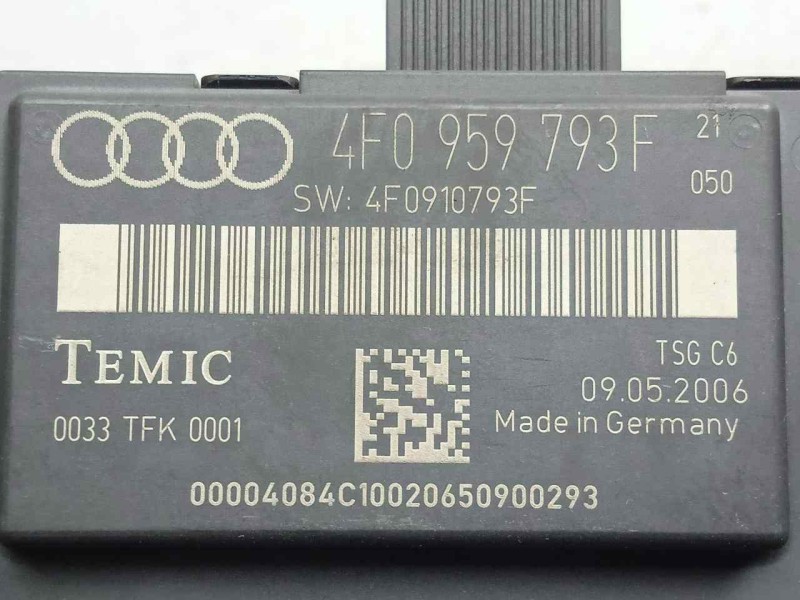 4F0 959 793F 21
SW: 4F0910793F 050
TEMIC
TSG C6
09.05.2006
0033 TFK 0001
Made in Germany
00004084C10020650900293